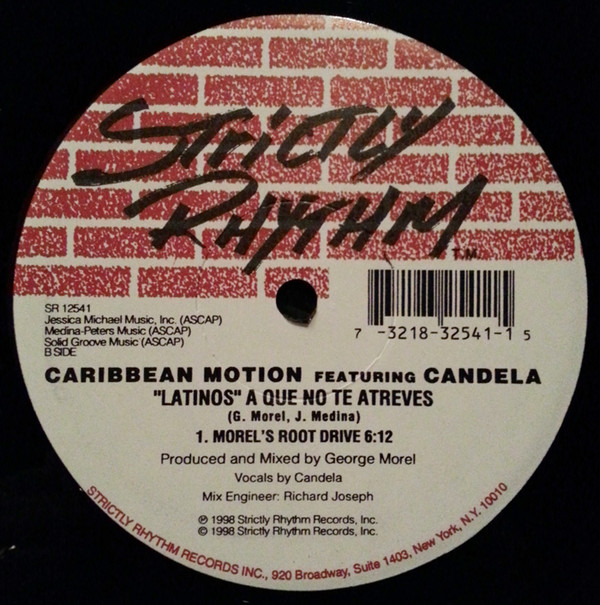 STRICTLY
RHYTHM
T.M.
SR 12541
Jessica Michael Music, Inc. (ASCAP)
Medina-Peters Music (ASCAP)
Solid Groove Music (ASCAP)
B SIDE
7 -3218-32541-1 5
CARIBBEAN MOTION FEATURING CANDELA
"LATINOS" A QUE NO TE ATREVES
(G. Morel, J. Medina)
1. MOREL'S ROOT DRIVE 6:12
Produced and Mixed by George Morel
Vocals by Candela
Mix Engineer: Richard Joseph
℗ 1998 Strictly Rhythm Records, Inc.
© 1998 Strictly Rhythm Records, Inc.
STRICTLY RHYTHM RECORDS INC., 920 Broadway, Suite 1403, New York, N.Y. 10010